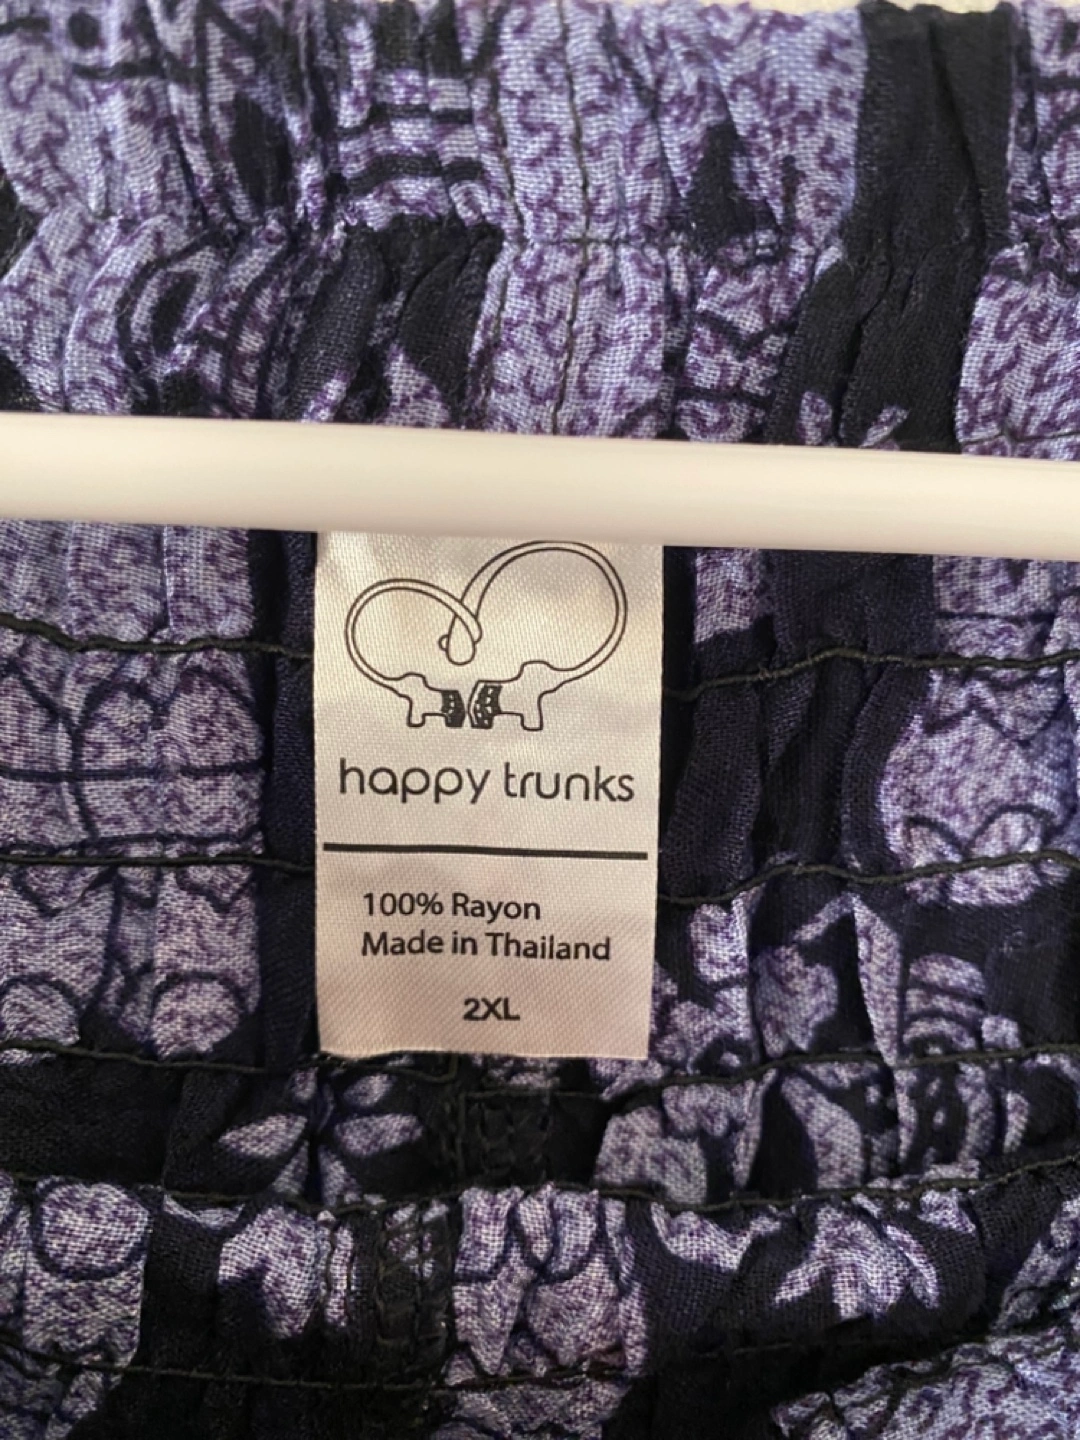 happy trunks
100% Rayon
Made in Thailand
2XL